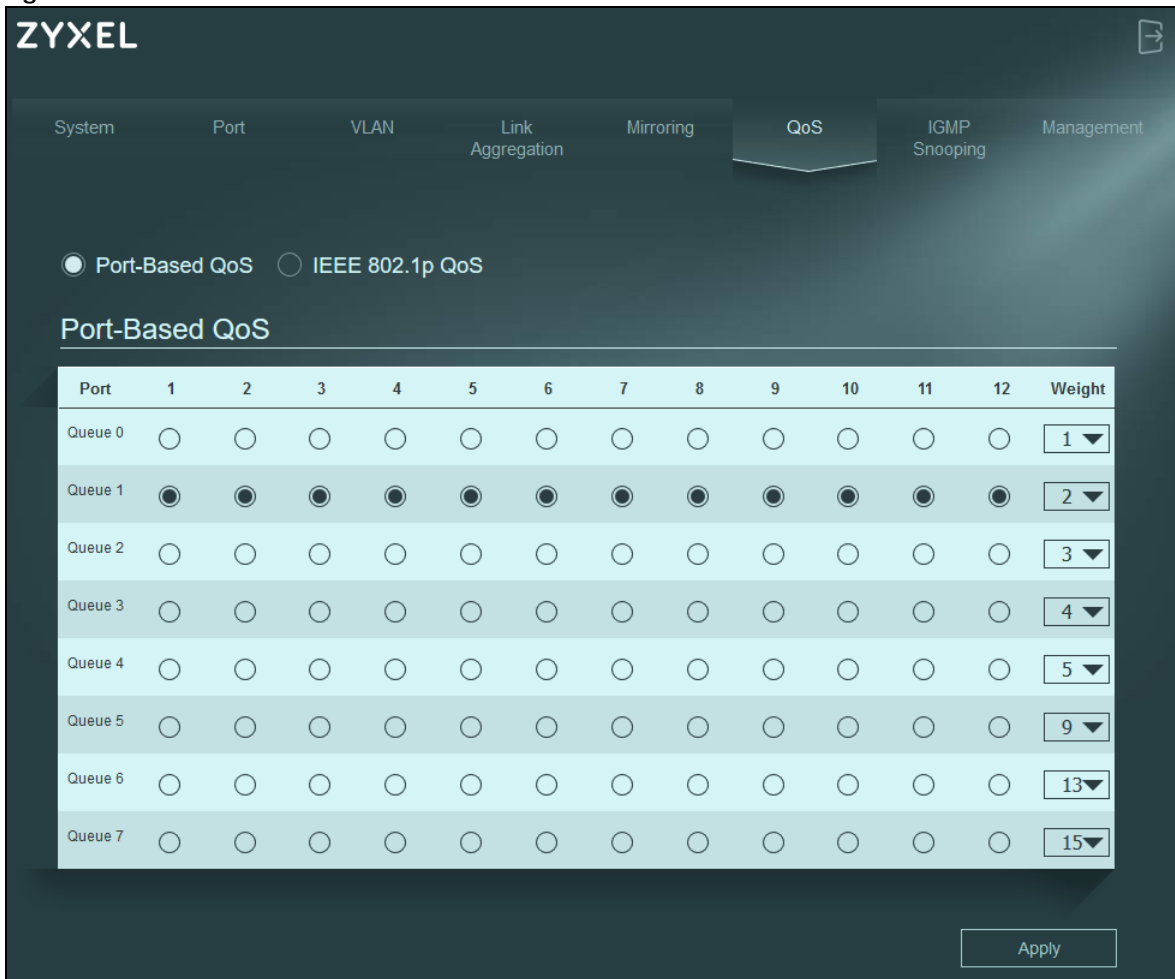 ZYXEL
System Port VLAN Link Aggregation Mirroring QoS IGMP Snooping Management
Port-Based QoS IEEE 802.1p QoS
Port-Based QoS
Port 1 2 3 4 5 6 7 8 9 10 11 12 Weight
Queue 0 1
Queue 1 2
Queue 2 3
Queue 3 4
Queue 4 5
Queue 5 9
Queue 6 13
Queue 7 15
Apply